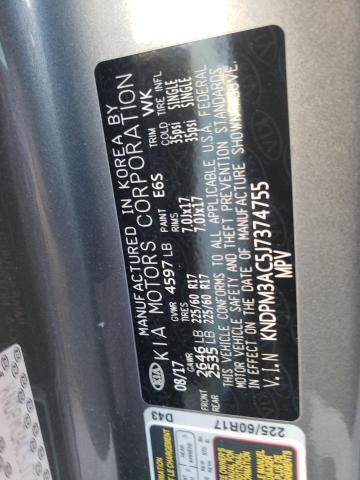 KIA MANUFACTURED IN KOREA BY
KIA MOTORS CORPORATION
08/17 GVWR 4597 LB PAINT E6S TRIM WK
TIRES RIMS COLD TIRE INFL
FRONT 2646 LB 225/60 R17 7.0Jx17 35psi SINGLE
REAR 2535 LB 225/60 R17 7.0Jx17 35psi SINGLE
THIS VEHICLE CONFORMS TO ALL APPLICABLE U.S.A. FEDERAL
MOTOR VEHICLE SAFETY AND THEFT PREVENTION STANDARDS
IN EFFECT ON THE DATE OF MANUFACTURE SHOWN ABOVE.
V.I.N KNDPM3AC5J7374755
MPV
225/60R17 D43